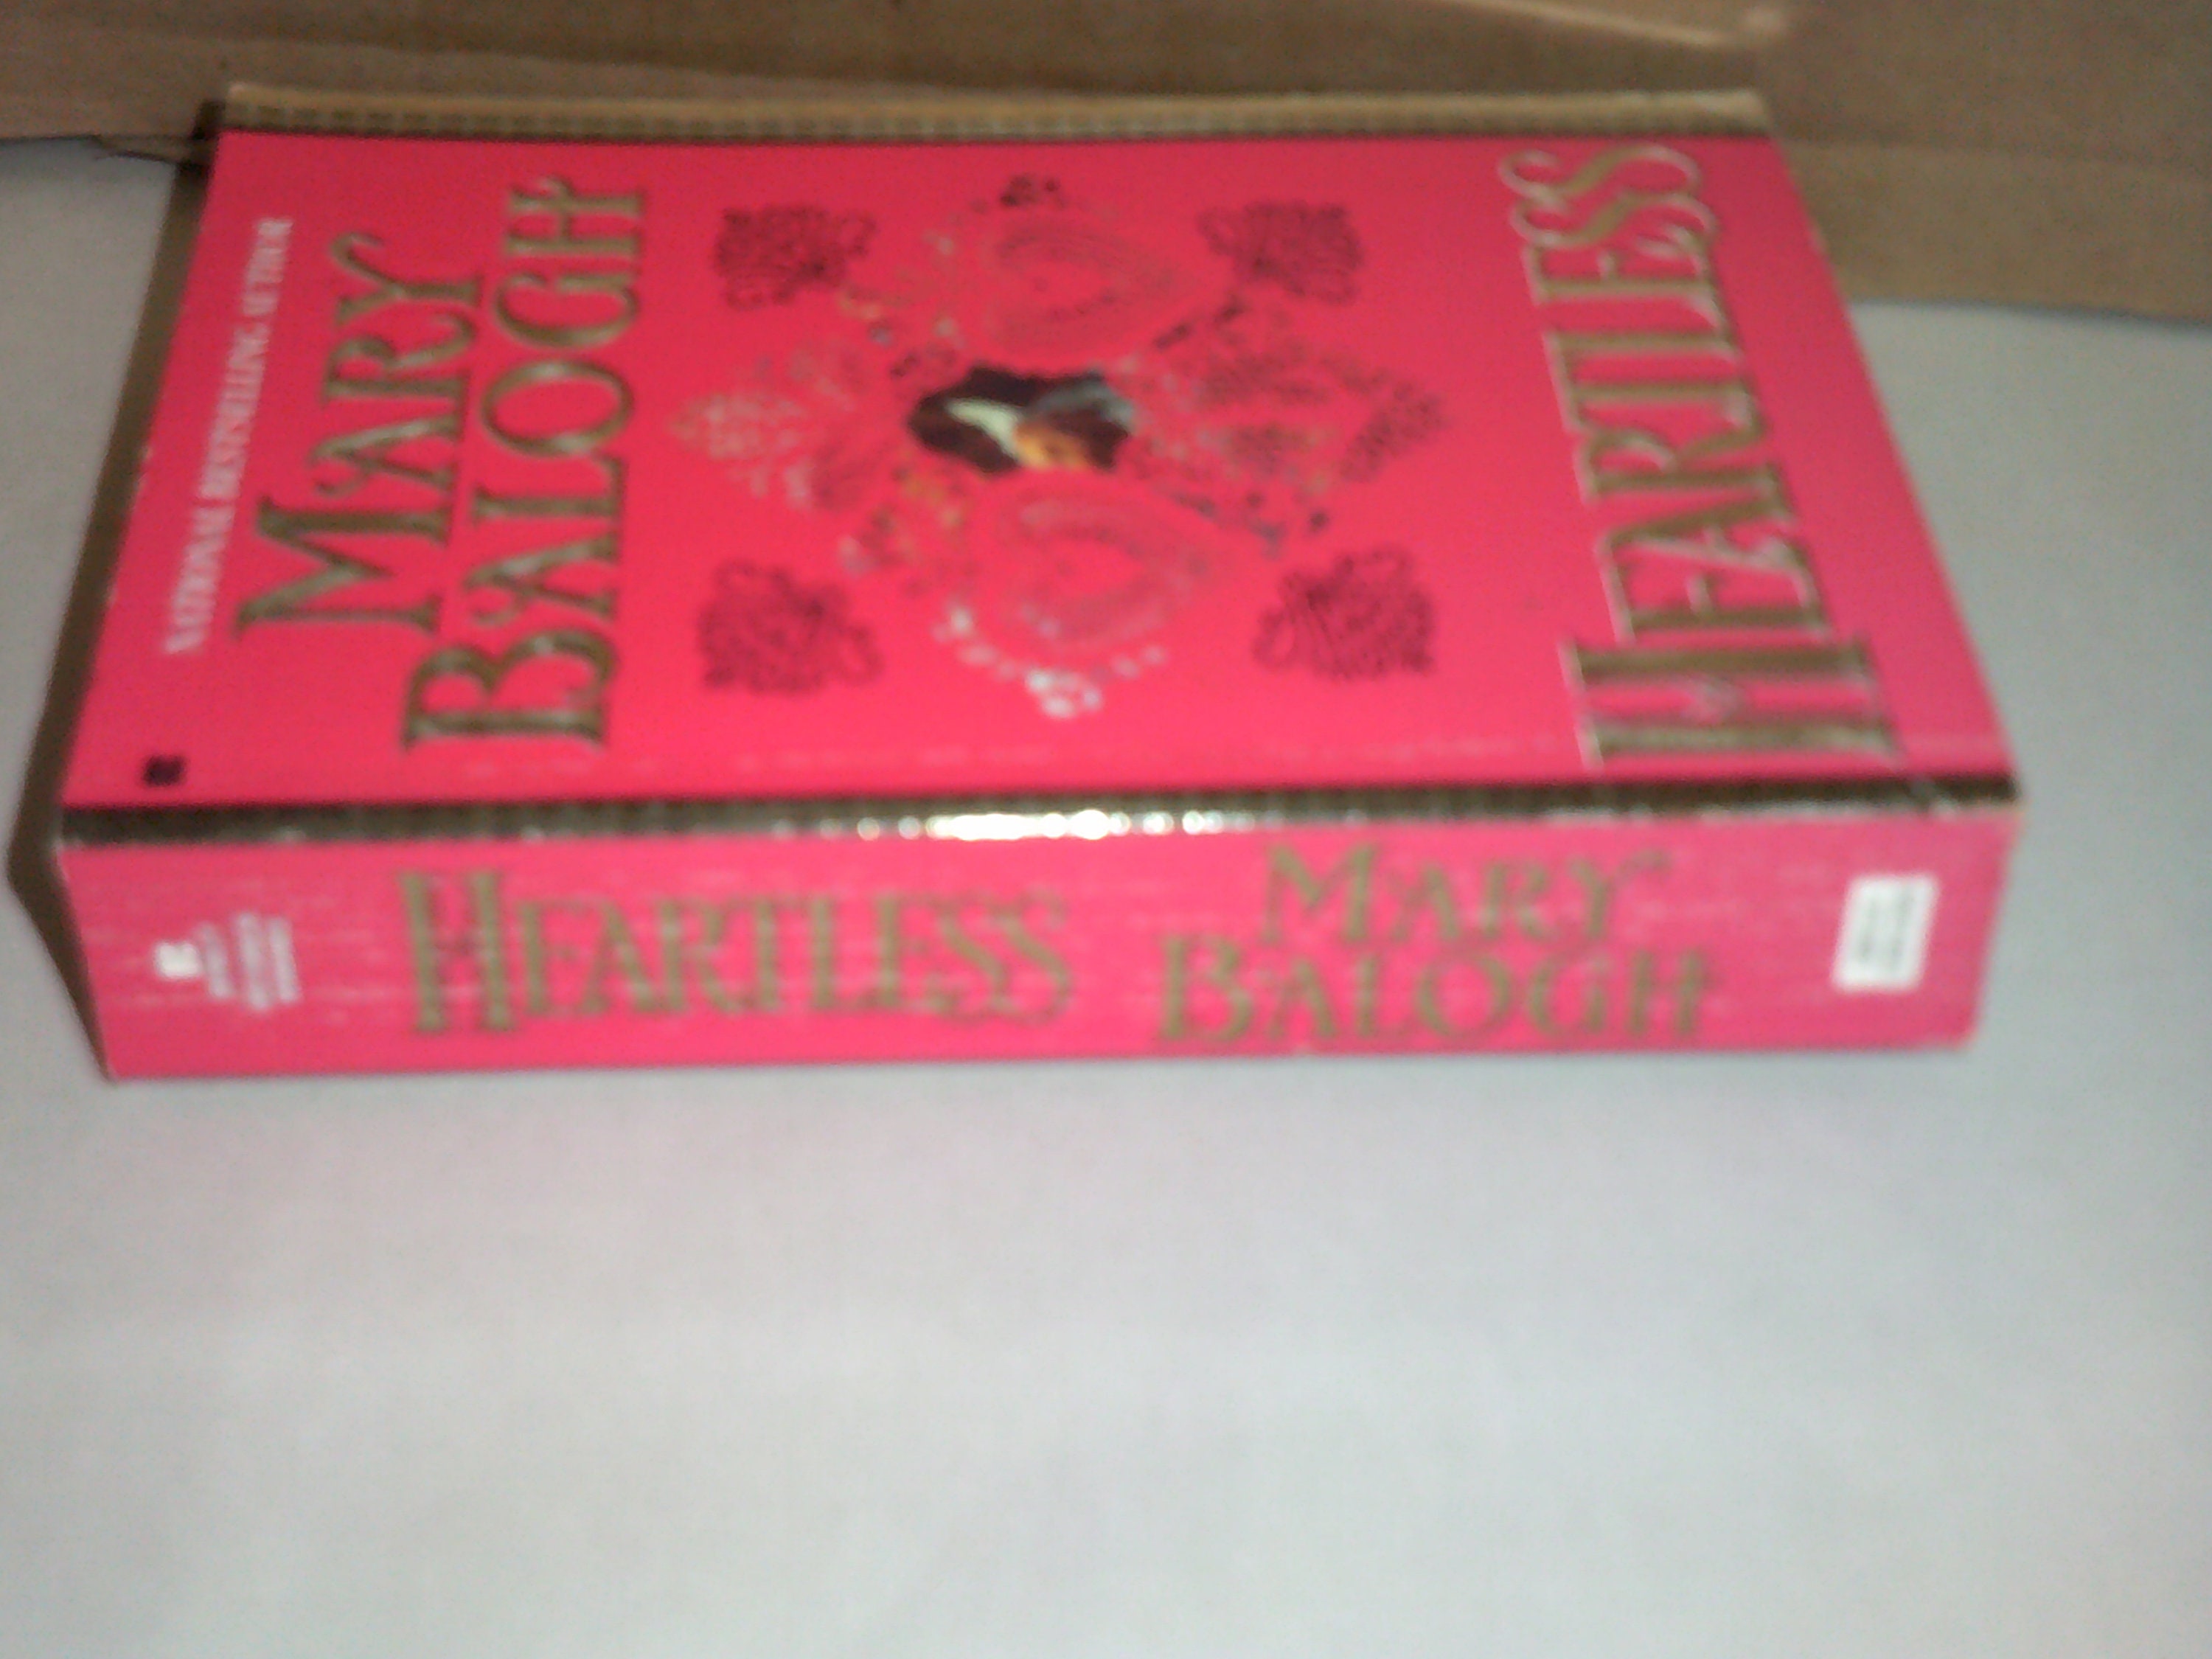 NATIONAL BESTSELLING AUTHOR
MARY
BALOGH
HEARTLESS
HEARTLESS
MARY
BALOGH